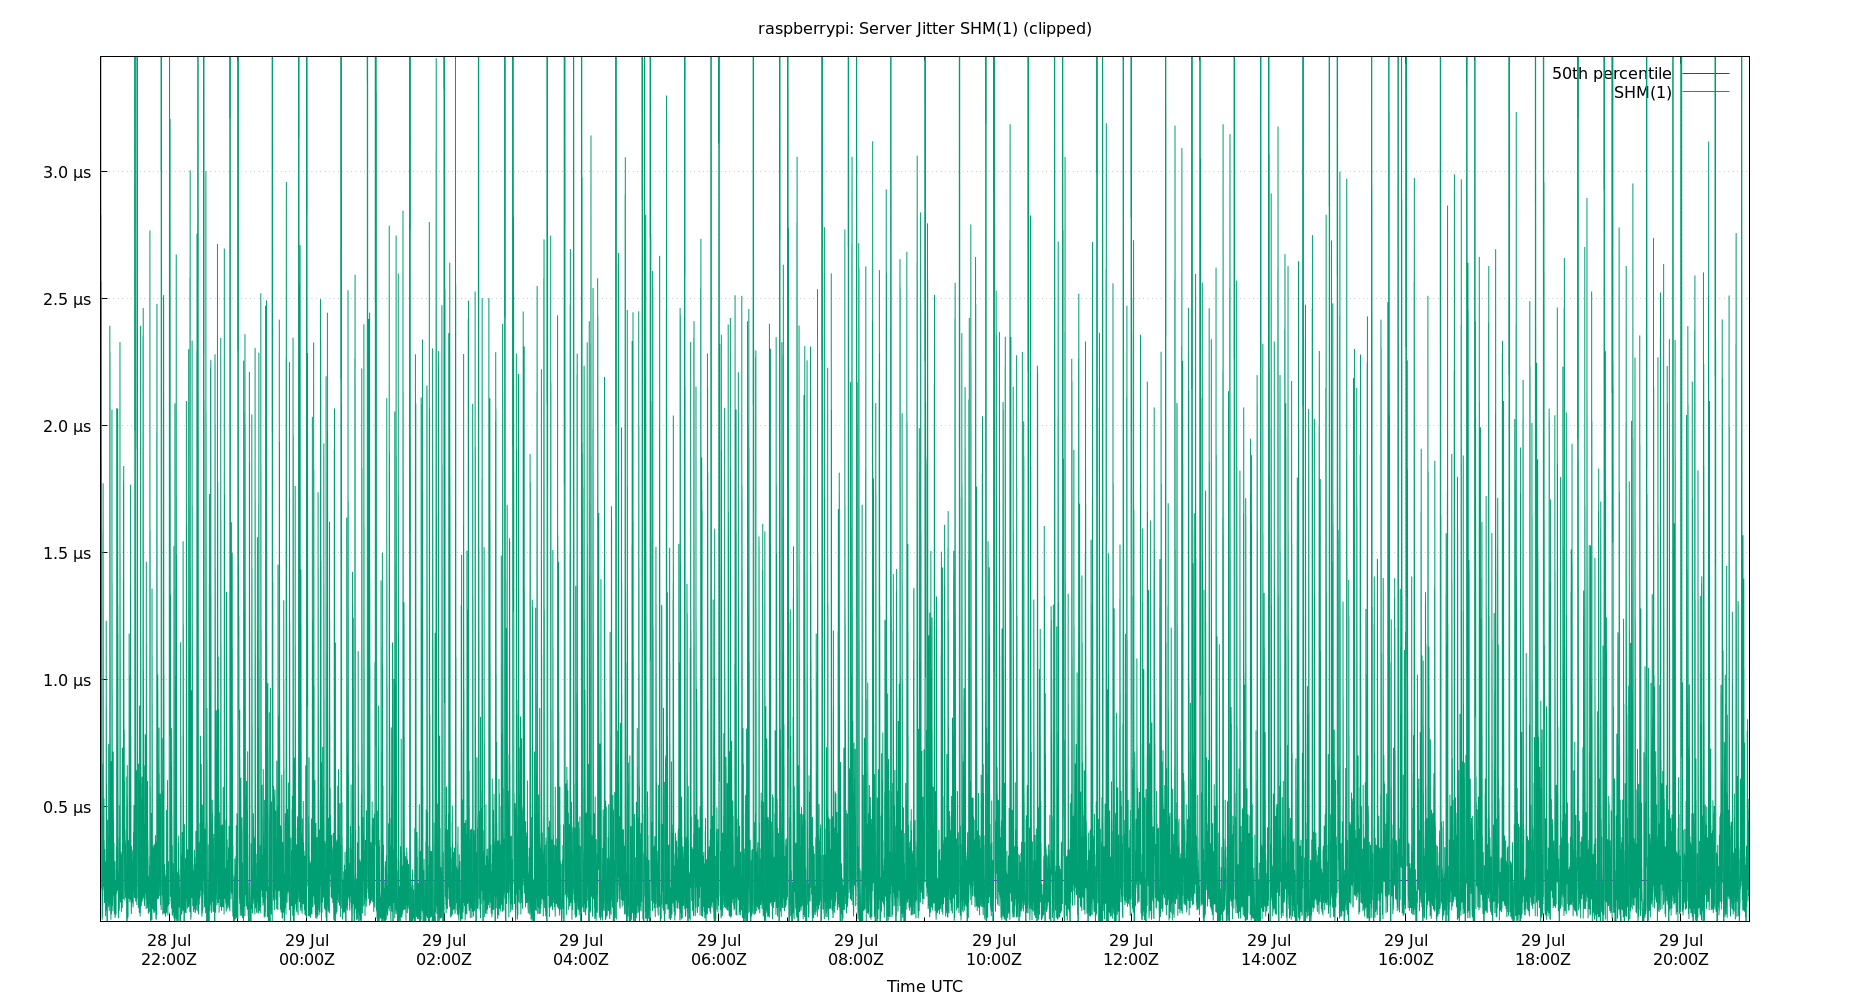 raspberrypi: Server Jitter SHM(1) (clipped)
50th percentile
SHM(1)
3.0 µs
2.5 µs
2.0 µs
1.5 µs
1.0 µs
0.5 µs
28 Jul 29 Jul 29 Jul 29 Jul 29 Jul 29 Jul 29 Jul 29 Jul 29 Jul 29 Jul 29 Jul 29 Jul
22:00Z 00:00Z 02:00Z 04:00Z 06:00Z 08:00Z 10:00Z 12:00Z 14:00Z 16:00Z 18:00Z 20:00Z
Time UTC